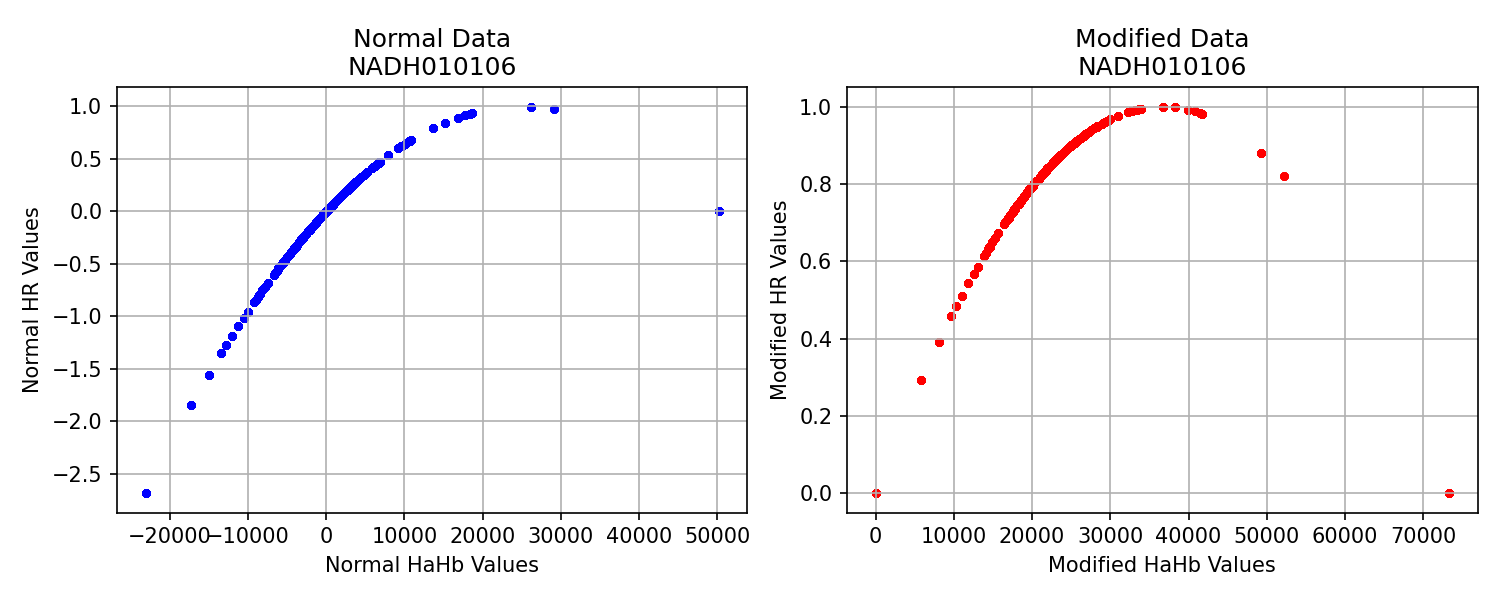 Normal Data
NADH010106
Normal HR Values
1.0
0.5
0.0
−0.5
−1.0
−1.5
−2.0
−2.5
−20000 −10000 0 10000 20000 30000 40000 50000
Normal HaHb Values
Modified Data
NADH010106
Modified HR Values
1.0
0.8
0.6
0.4
0.2
0.0
0 10000 20000 30000 40000 50000 60000 70000
Modified HaHb Values